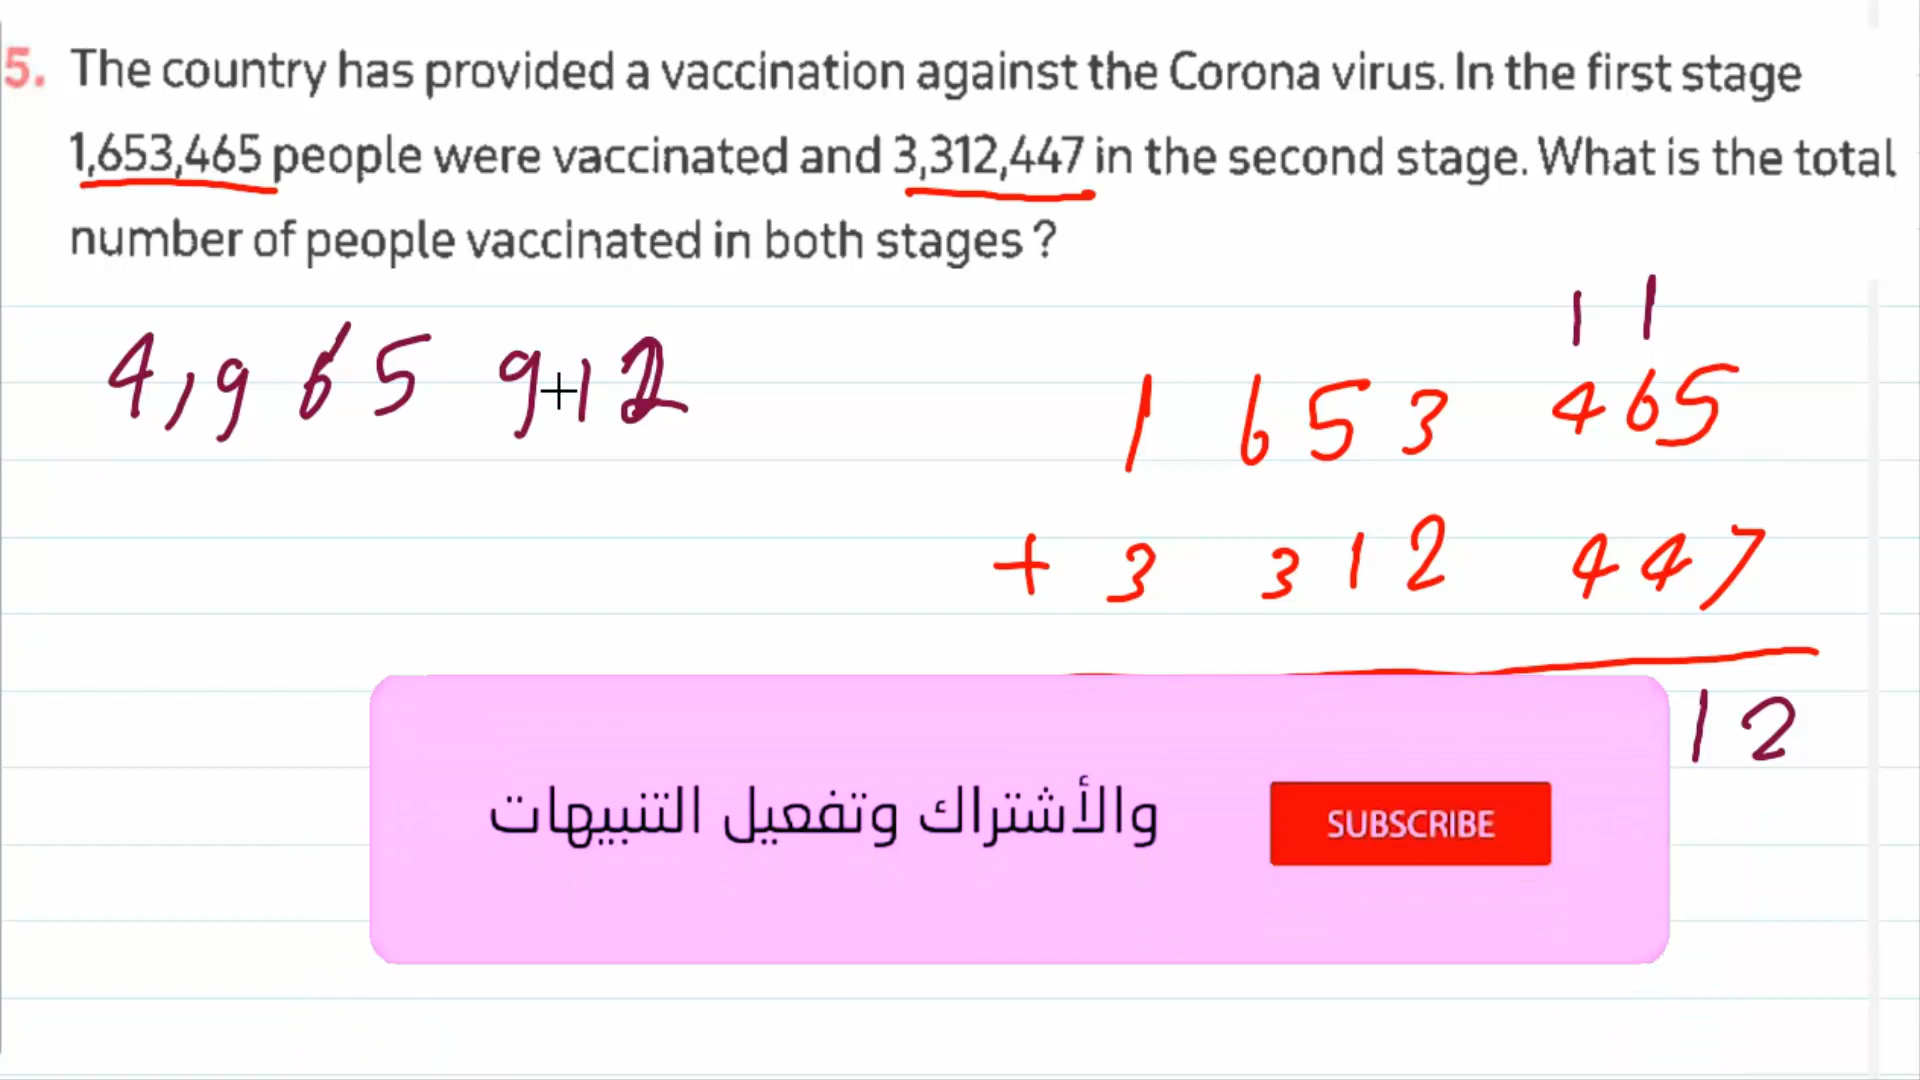 5. The country has provided a vaccination against the Corona virus. In the first stage
1,653,465 people were vaccinated and 3,312,447 in the second stage. What is the total
number of people vaccinated in both stages ?
1 1
4,965 912
1 653 465
+ 3 312 447
12
والأشتراك وتفعيل التنبيهات
SUBSCRIBE